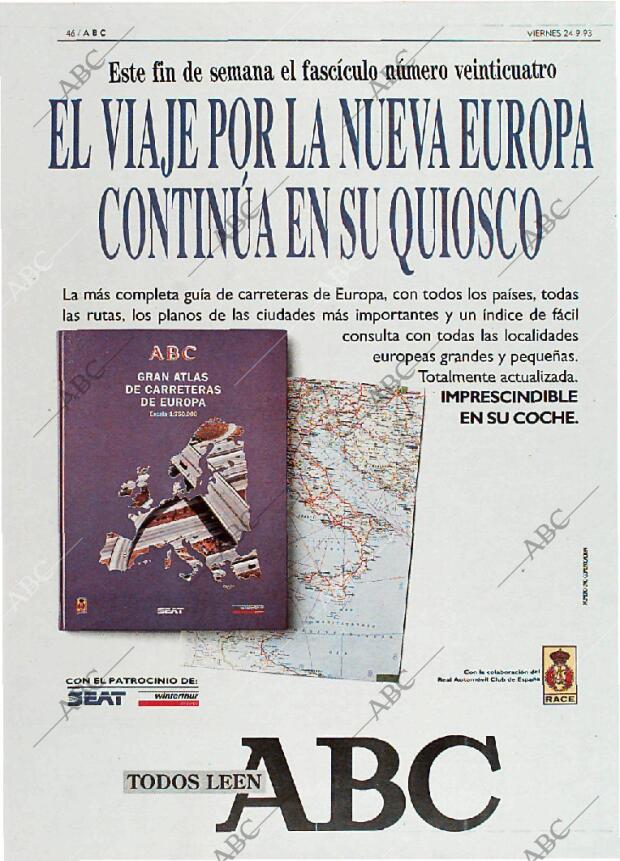 46 / ABC
VIERNES 24-9-93
Este fin de semana el fascículo número veinticuatro
EL VIAJE POR LA NUEVA EUROPA
CONTINÚA EN SU QUIOSCO
La más completa guía de carreteras de Europa, con todos los países, todas
las rutas, los planos de las ciudades más importantes y un índice de fácil
consulta con todas las localidades
europeas grandes y pequeñas.
Totalmente actualizada.
IMPRESCINDIBLE
EN SU COCHE.
ABC
GRAN ATLAS
DE CARRETERAS
DE EUROPA
Escala 1:750.000
SEAT
CON EL PATROCINIO DE:
SEAT
winterthur
Con la colaboración del
Real Automóvil Club de España
RACE
TODOS LEEN
ABC